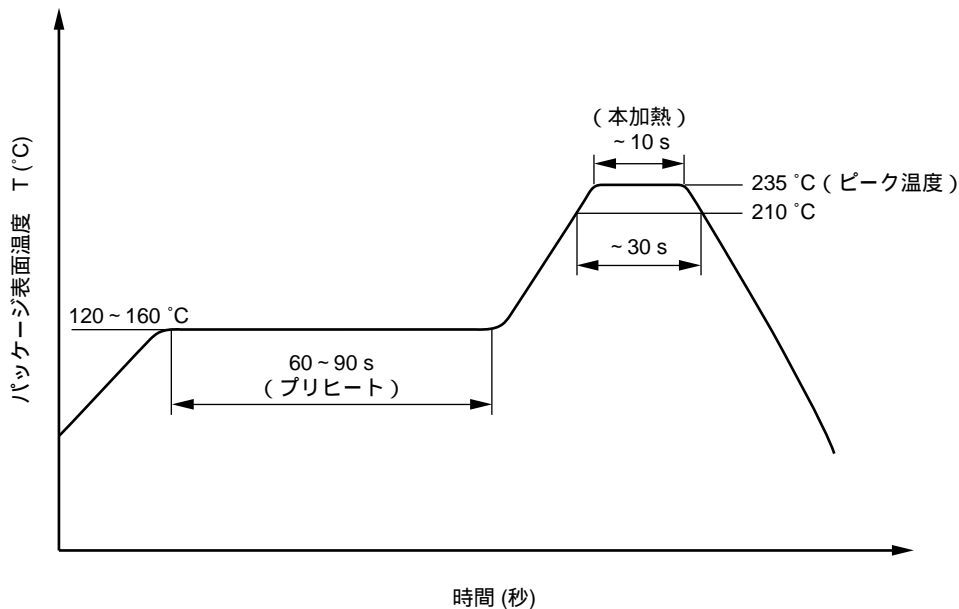 (本加熱)
~ 10 s
235 ˚C (ピーク温度)
210 ˚C
~ 30 s
120 ~ 160 ˚C
60 ~ 90 s
(プリヒート)
パッケージ表面温度 T (˚C)
時間 (秒)